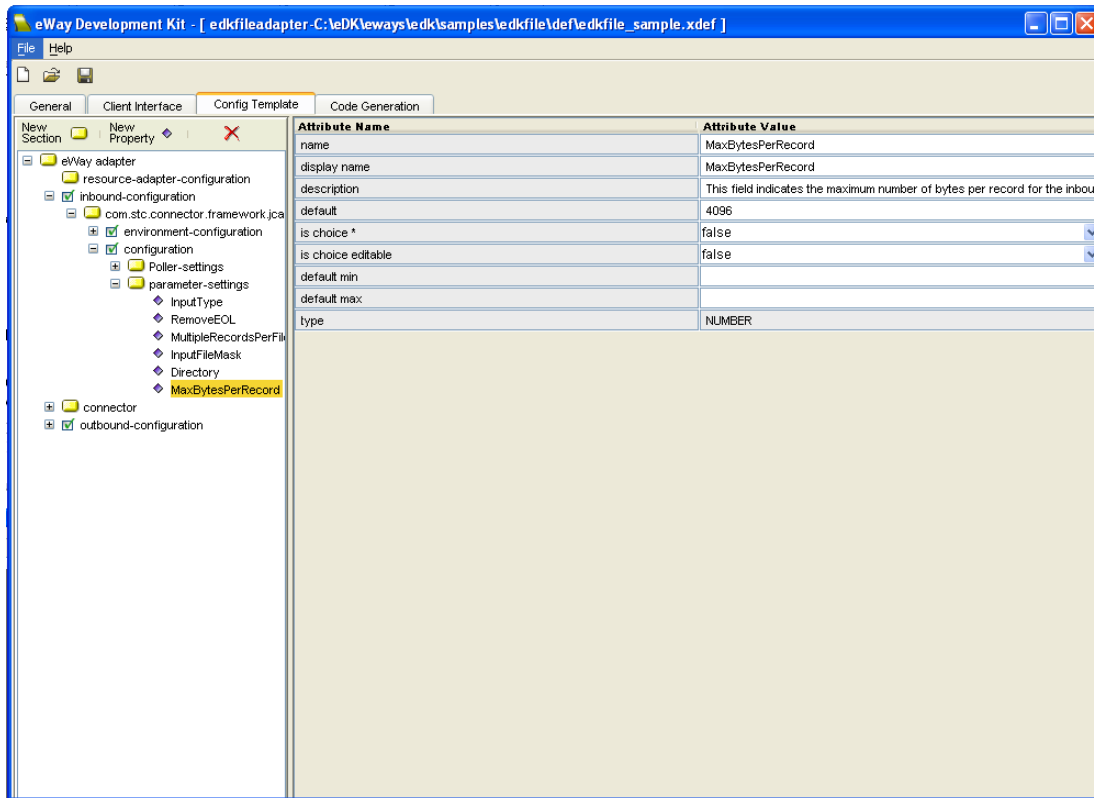 eWay Development Kit - [ edkfileadapter-C:\eDK\eways\edk\samples\edkfile\def\edkfile_sample.xdef ]
File Help
General Client Interface Config Template Code Generation
New Section New Property
eWay adapter
resource-adapter-configuration
inbound-configuration
com.stc.connector.framework.jca
environment-configuration
configuration
Poller-settings
parameter-settings
InputType
RemoveEOL
MultipleRecordsPerFil
InputFileMask
Directory
MaxBytesPerRecord
connector
outbound-configuration
Attribute Name Attribute Value
name MaxBytesPerRecord
display name MaxBytesPerRecord
description This field indicates the maximum number of bytes per record for the inbou
default 4096
is choice * false
is choice editable false
default min
default max
type NUMBER